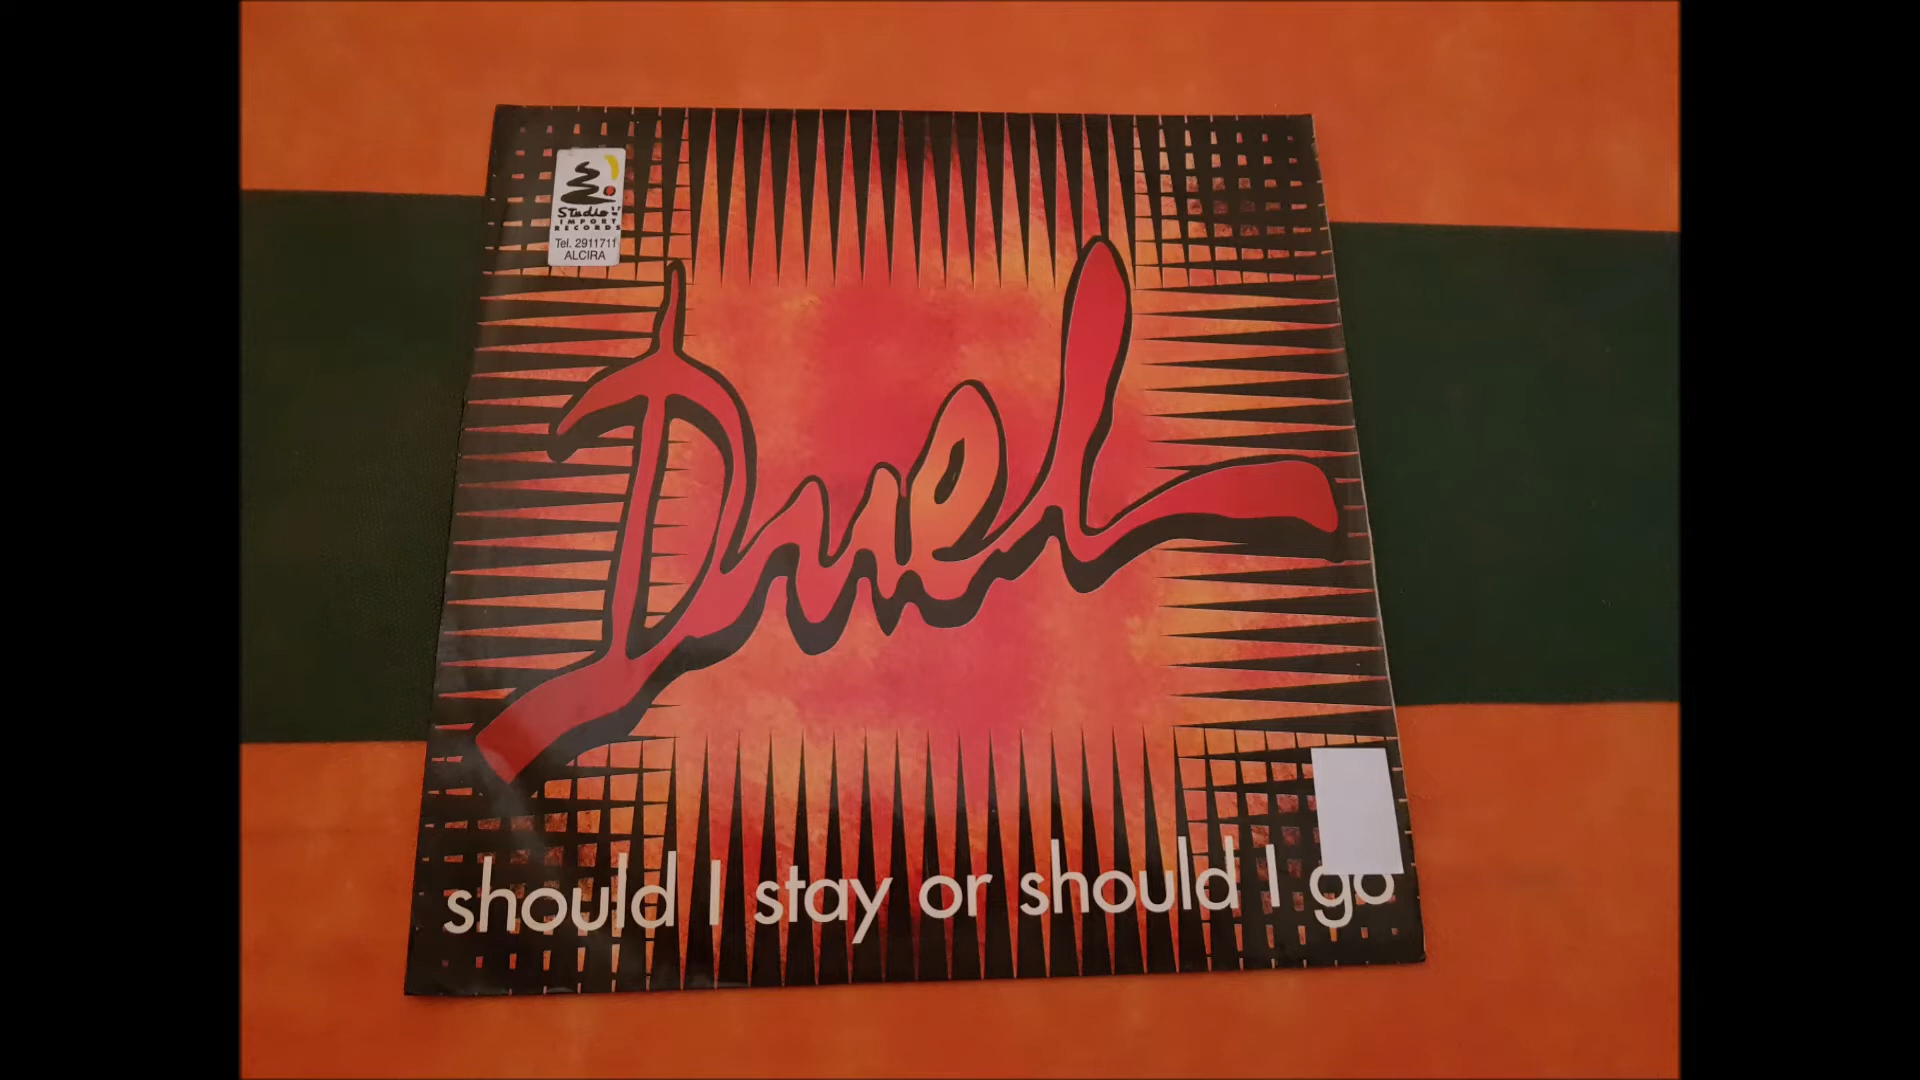 Studio
IMPORT
RECORDS
Tel. 2911711
ALCIRA
Duel
should I stay or should I go